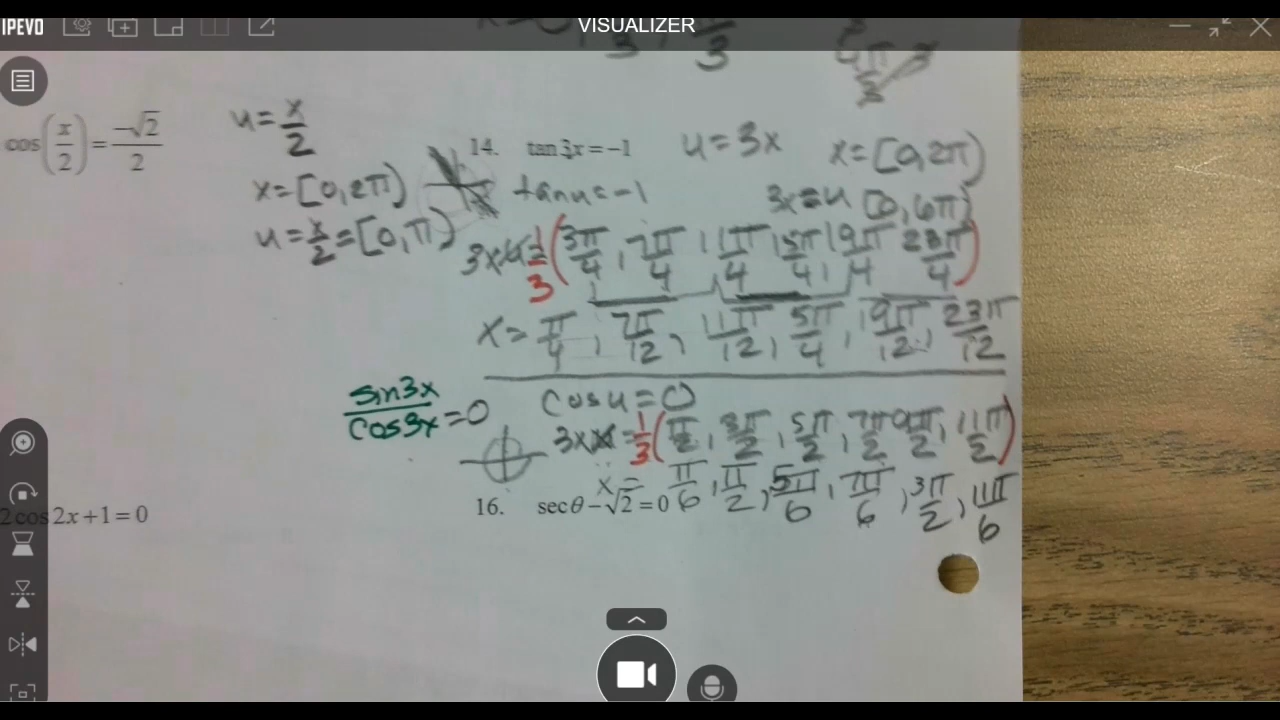 IPEVO
VISUALIZER
cos(x/2) = -√2/2
u = x/2
x = [0, 2π)
u = x/2 = [0, π)
14. tan 3x = -1
u = 3x
x = [0, 2π)
tan u = -1
3x = u [0, 6π)
3x = 1/3 (3π/4, 7π/4, 11π/4, 15π/4, 19π/4, 23π/4)
x = π/4, 7π/12, 11π/12, 5π/4, 19π/12, 23π/12
sin3x/cos3x = 0
cos u = 0
3x = 1/3 (π/2, 3π/2, 5π/2, 7π/2, 9π/2, 11π/2)
x = π/6, π/2, 5π/6, 7π/6, 3π/2, 11π/6
2cos2x+1=0
16. secθ-√2=0